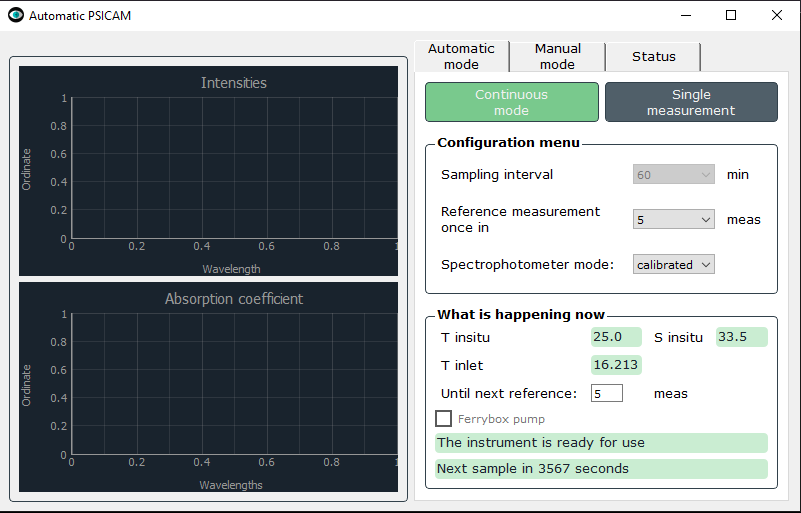 Automatic PSICAM
Automatic
mode
Manual
mode
Status
Intensities
Ordinate
1
0.8
0.6
0.4
0.2
0
0
0.2
0.4
0.6
0.8
1
Wavelength
Absorption coefficient
Ordinate
1
0.8
0.6
0.4
0.2
0
0
0.2
0.4
0.6
0.8
1
Wavelengths
Continuous
mode
Single
measurement
Configuration menu
Sampling interval 60 min
Reference measurement
once in 5 meas
Spectrophotometer mode: calibrated
What is happening now
T insitu 25.0 S insitu 33.5
T inlet 16.213
Until next reference: 5 meas
Ferrybox pump
The instrument is ready for use
Next sample in 3567 seconds